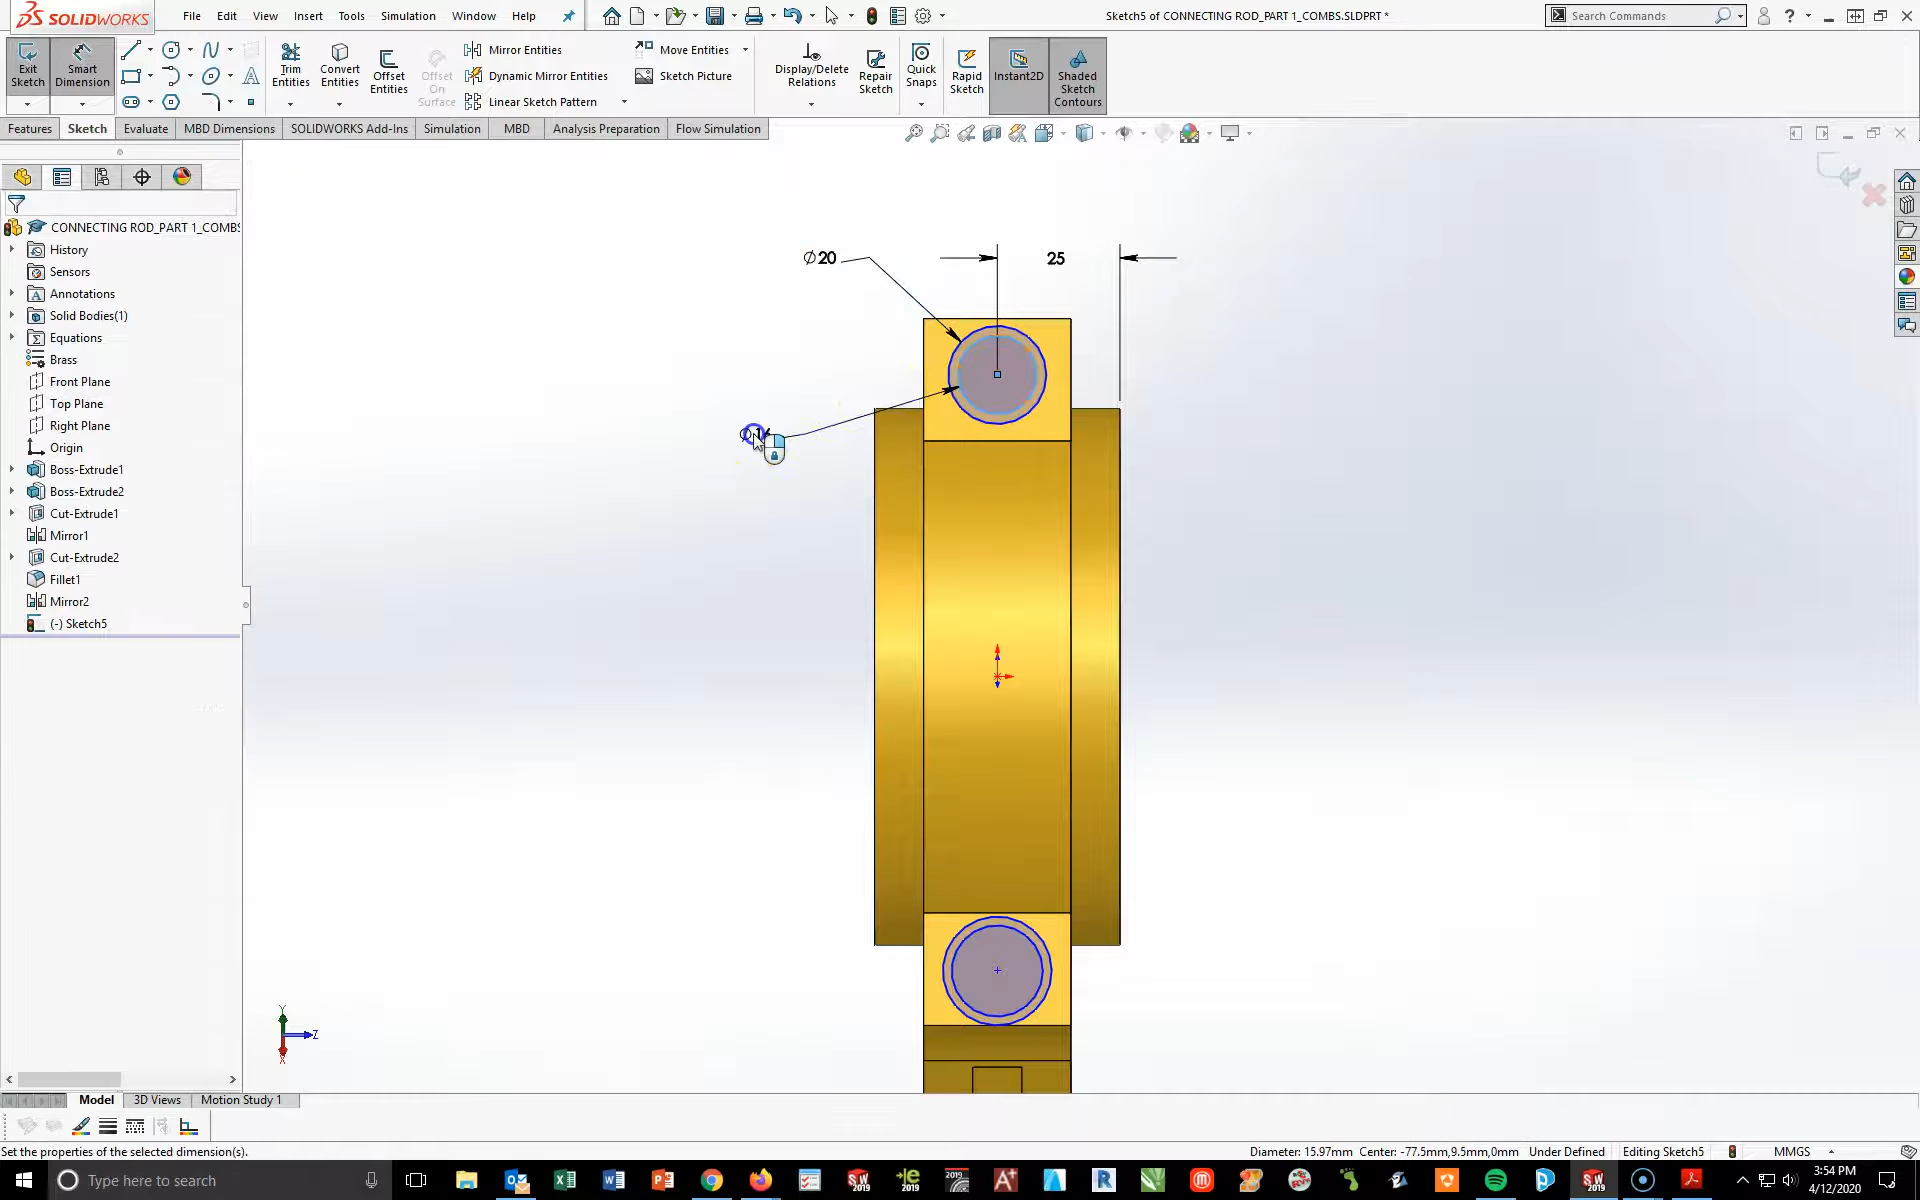 SOLIDWORKS File Edit View Insert Tools Simulation Window Help Sketch5 of CONNECTING ROD_PART 1_COMBS.SLDPRT * Search Commands
Exit Sketch
Smart Dimension
Trim Entities
Convert Entities
Offset Entities
Offset On Surface
Mirror Entities
Dynamic Mirror Entities
Linear Sketch Pattern
Move Entities
Sketch Picture
Display/Delete Relations
Repair Sketch
Quick Snaps
Rapid Sketch
Instant2D
Shaded Sketch Contours
Features Sketch Evaluate MBD Dimensions SOLIDWORKS Add-Ins Simulation MBD Analysis Preparation Flow Simulation
CONNECTING ROD_PART 1_COMBS
History
Sensors
Annotations
Solid Bodies(1)
Equations
Brass
Front Plane
Top Plane
Right Plane
Origin
Boss-Extrude1
Boss-Extrude2
Cut-Extrude1
Mirror1
Cut-Extrude2
Fillet1
Mirror2
(-) Sketch5
∅20
25
Y
Z
X
Model 3D Views Motion Study 1
Set the properties of the selected dimension(s). Diameter: 15.97mm Center: -77.5mm,9.5mm,0mm Under Defined Editing Sketch5 MMGS
Type here to search
3:54 PM
4/12/2020